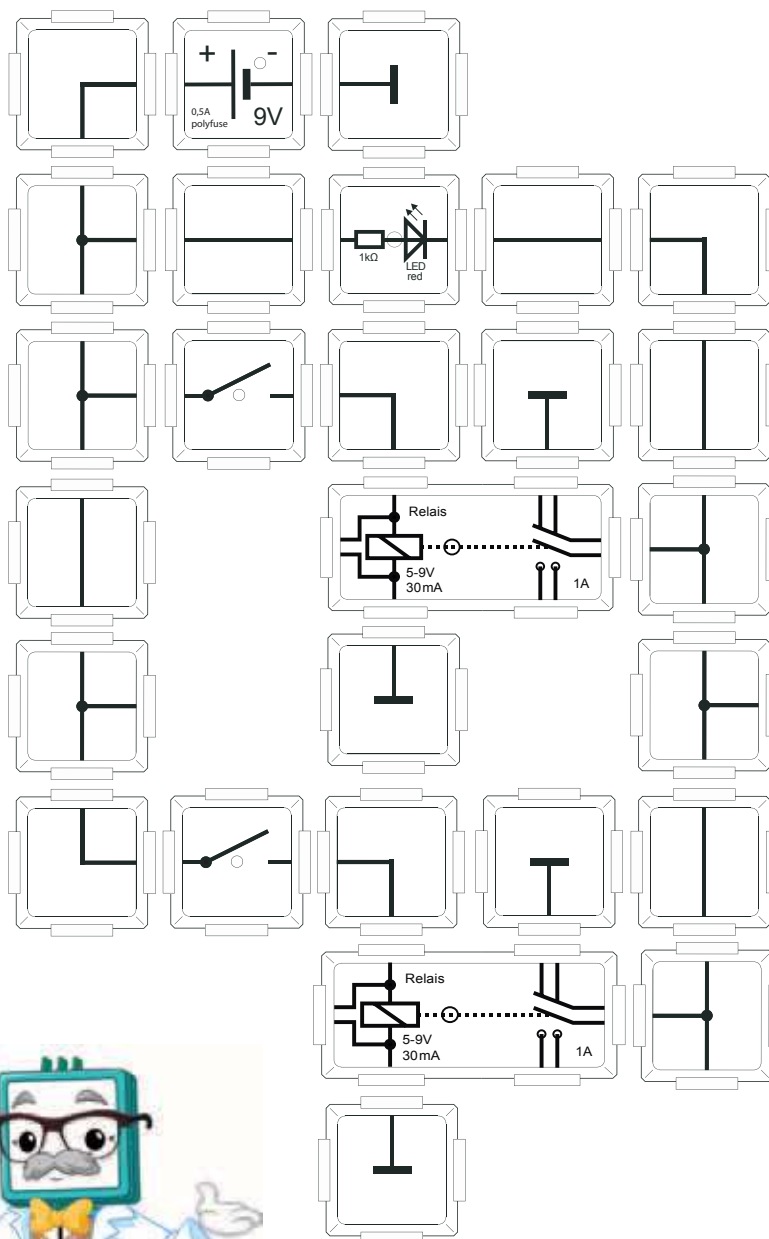 + -
0,5A
polyfuse
9V
1kΩ
LED
red
Relais
5-9V
30mA
1A
Relais
5-9V
30mA
1A